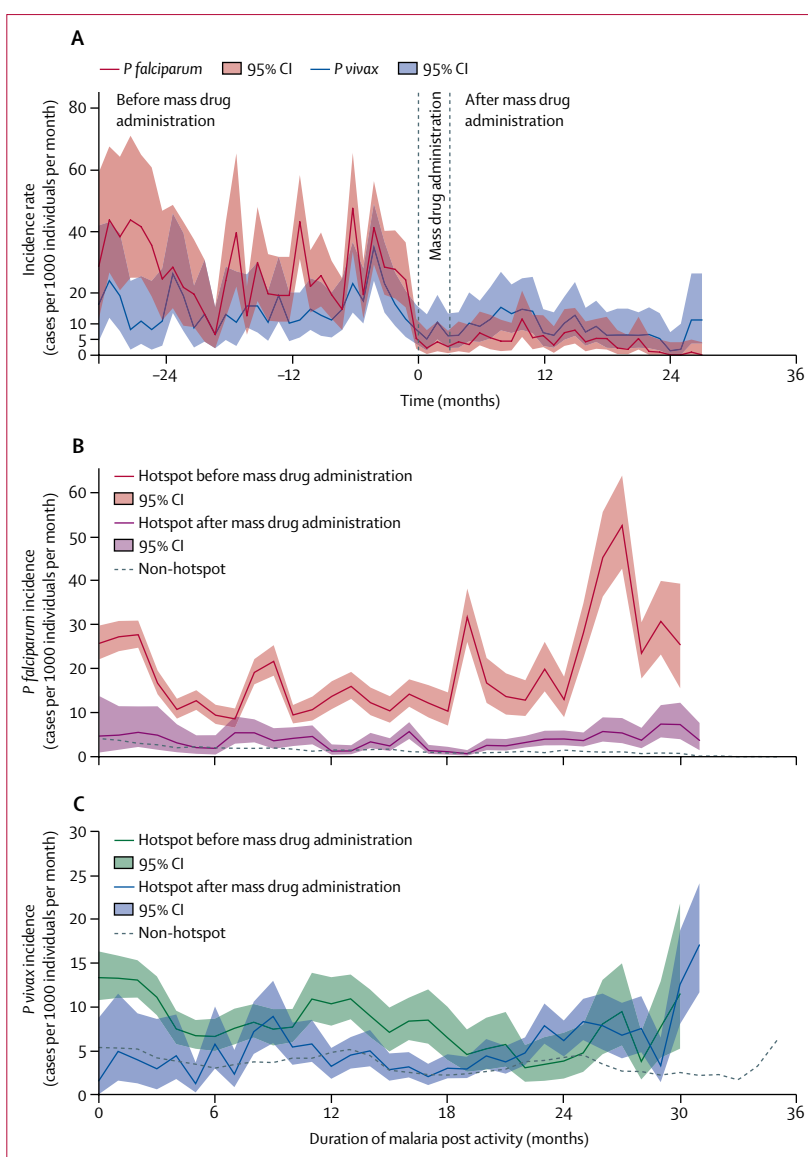 A
P falciparum 95% CI P vivax 95% CI
Before mass drug
administration
Mass drug administration
After mass drug
administration
Incidence rate
(cases per 1000 individuals per month)
80
60
40
20
10
5
0
–24 –12 0 12 24 36
Time (months)
B
Hotspot before mass drug administration
95% CI
Hotspot after mass drug administration
95% CI
Non-hotspot
P falciparum incidence
(cases per 1000 individuals per month)
60
50
40
30
20
10
0
C
Hotspot before mass drug administration
95% CI
Hotspot after mass drug administration
95% CI
Non-hotspot
P vivax incidence
(cases per 1000 individuals per month)
30
25
20
15
10
5
0
0 6 12 18 24 30 36
Duration of malaria post activity (months)